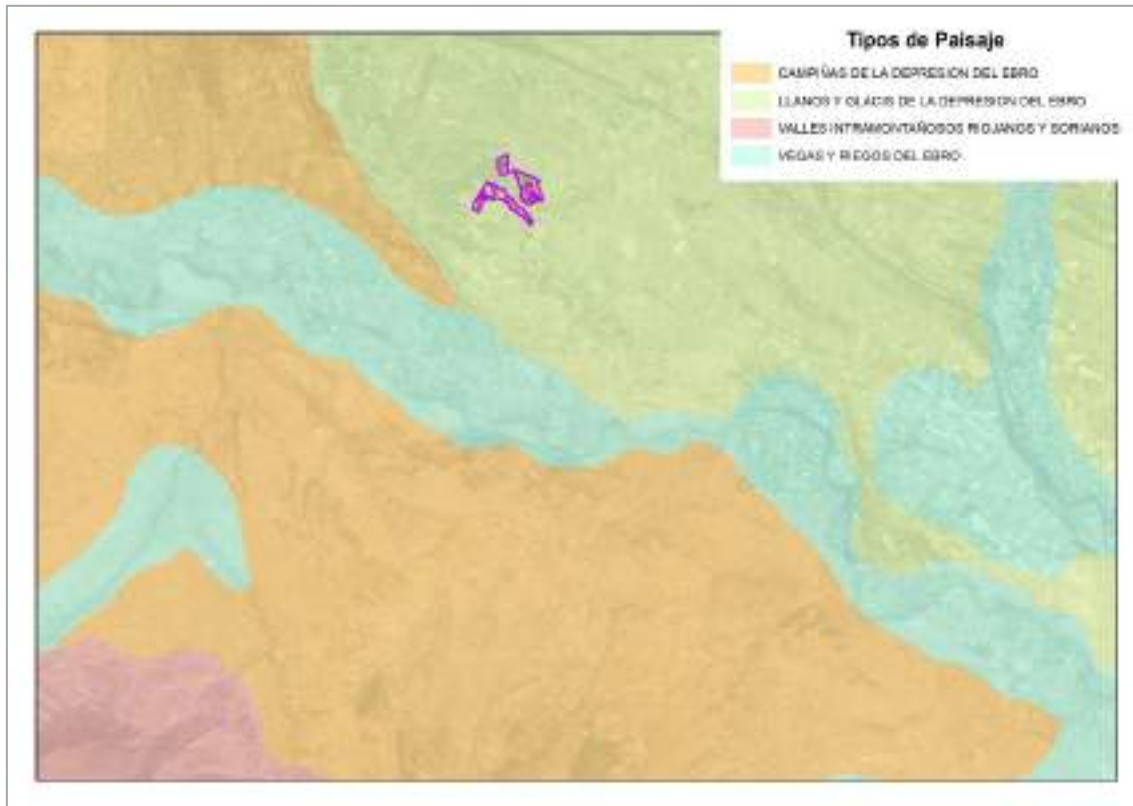 Tipos de Paisaje
CAMPIÑAS DE LA DEPRESION DEL EBRO
LLANOS Y GLACIS DE LA DEPRESION DEL EBRO
VALLES INTRAMONTAÑOSOS RIOJANOS Y SORIANOS
VEGAS Y RIEGOS DEL EBRO